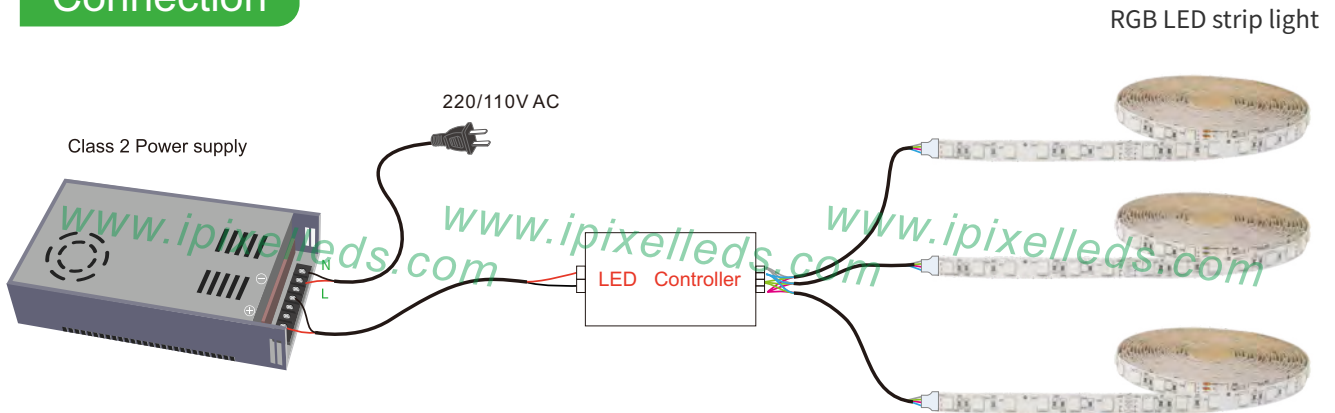 Connection
RGB LED strip light
220/110V AC
Class 2 Power supply
www.ipixelleds.com
www.ipixelleds.com
www.ipixelleds.com
N
L
LED Controller